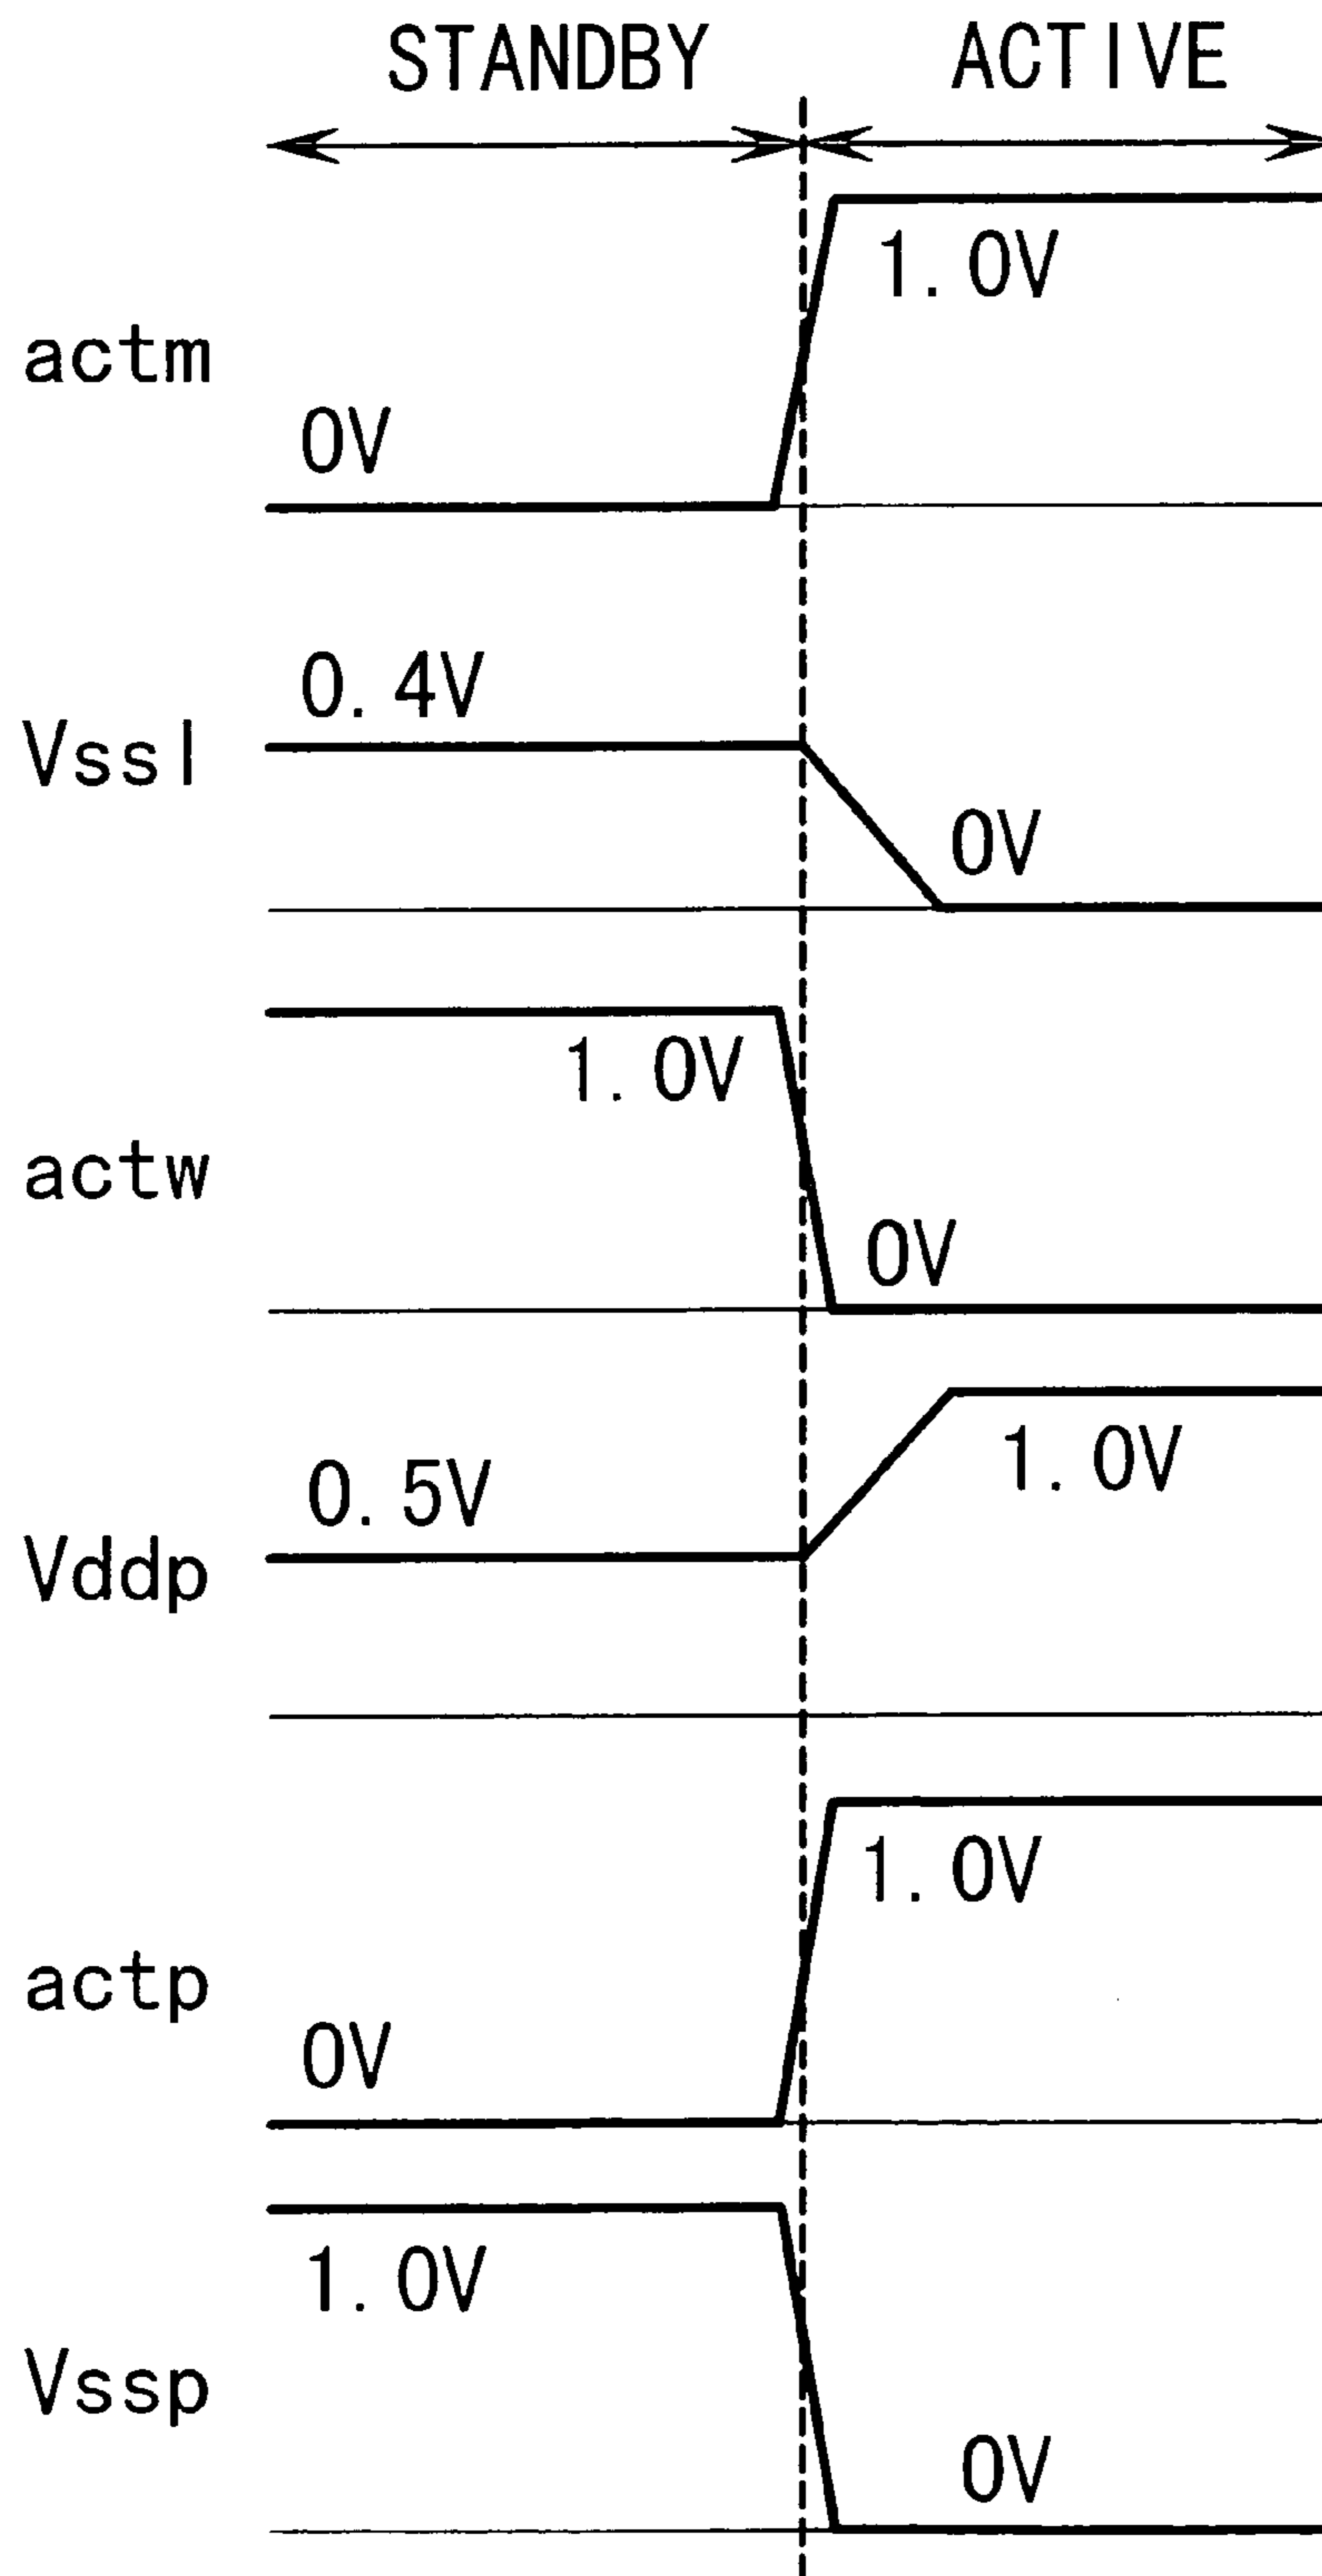 STANDBY ACTIVE
1.0V
actm
0V
0.4V
Vssl
0V
1.0V
actw
0V
1.0V
0.5V
Vddp
1.0V
actp
0V
1.0V
Vssp
0V